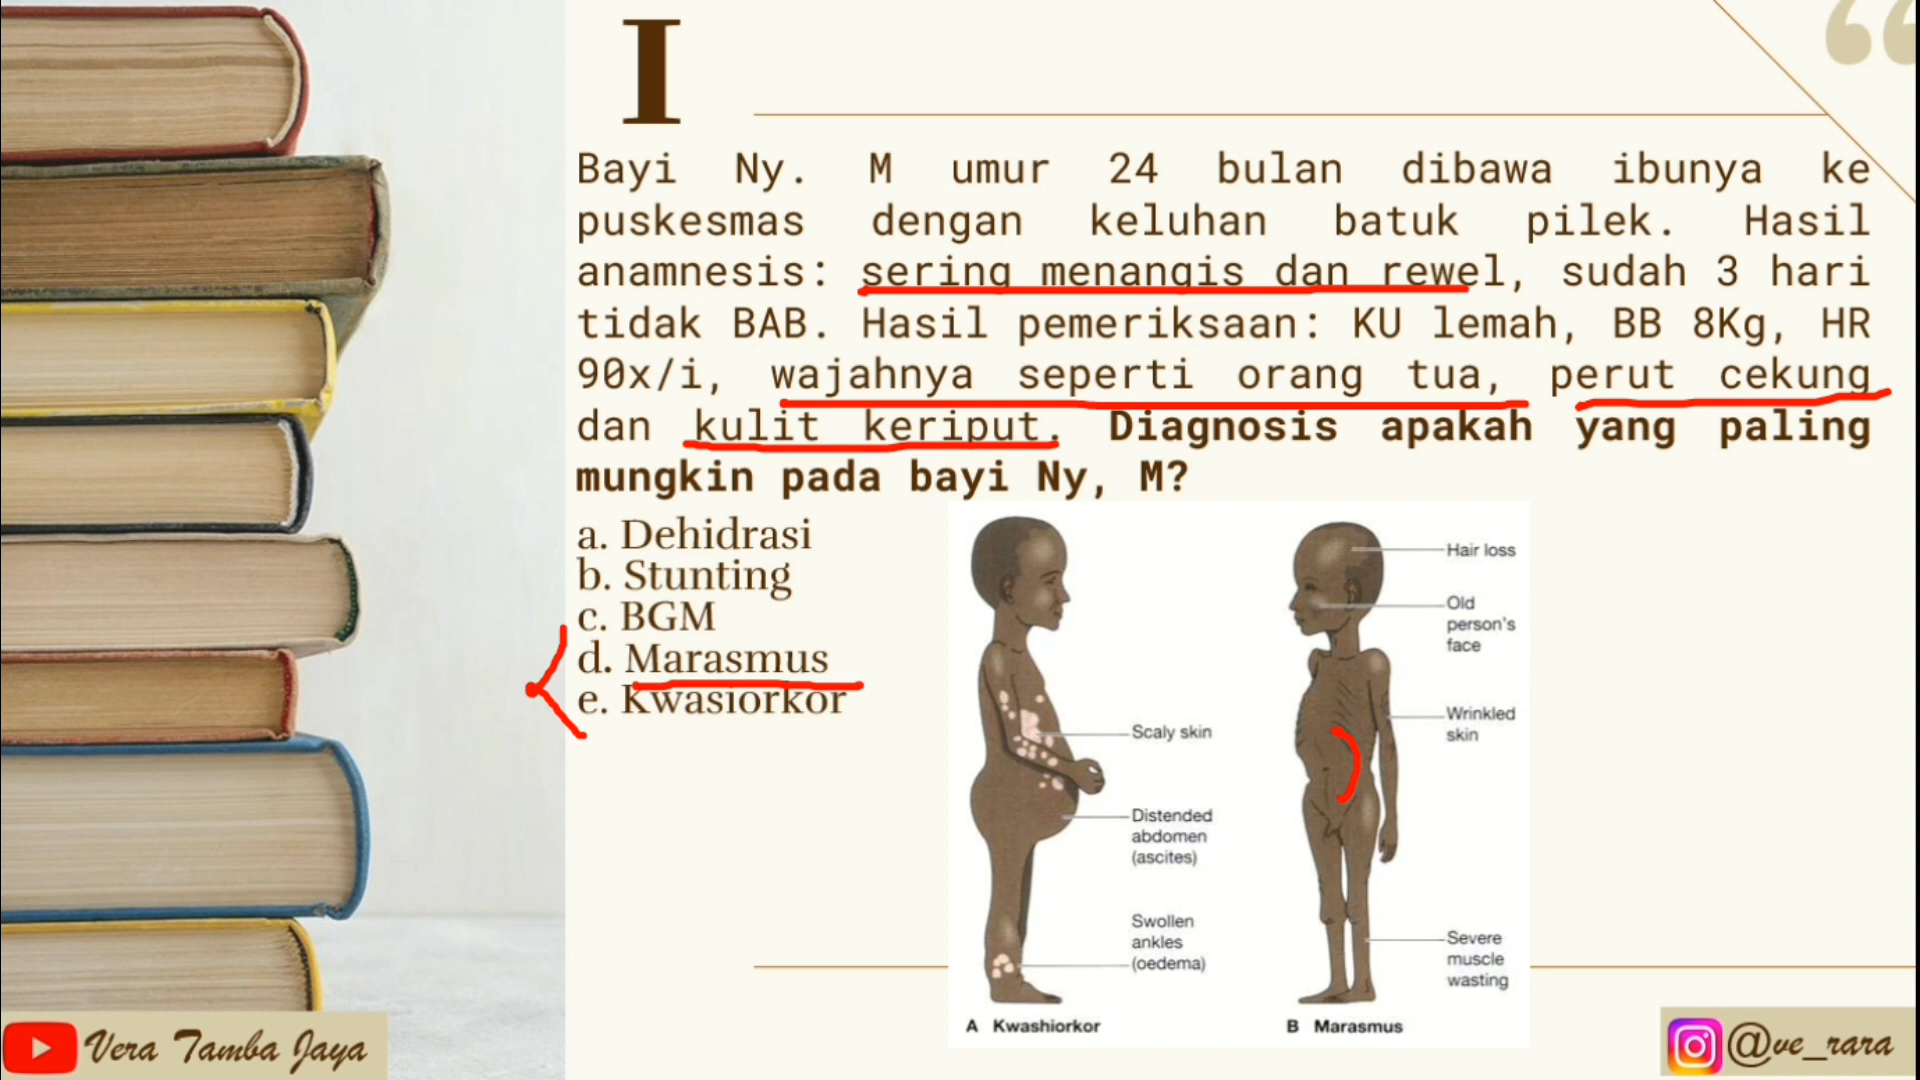 I
“
Bayi Ny. M umur 24 bulan dibawa ibunya ke
puskesmas dengan keluhan batuk pilek. Hasil
anamnesis: sering menangis dan rewel, sudah 3 hari
tidak BAB. Hasil pemeriksaan: KU lemah, BB 8Kg, HR
90x/i, wajahnya seperti orang tua, perut cekung
dan kulit keriput. Diagnosis apakah yang paling
mungkin pada bayi Ny, M?
a. Dehidrasi
b. Stunting
c. BGM
d. Marasmus
e. Kwasiorkor
Scaly skin
Distended
abdomen
(ascites)
Swollen
ankles
(oedema)
A Kwashiorkor
Hair loss
Old
person's
face
Wrinkled
skin
Severe
muscle
wasting
B Marasmus
Vera Tamba Jaya
@ve_rara